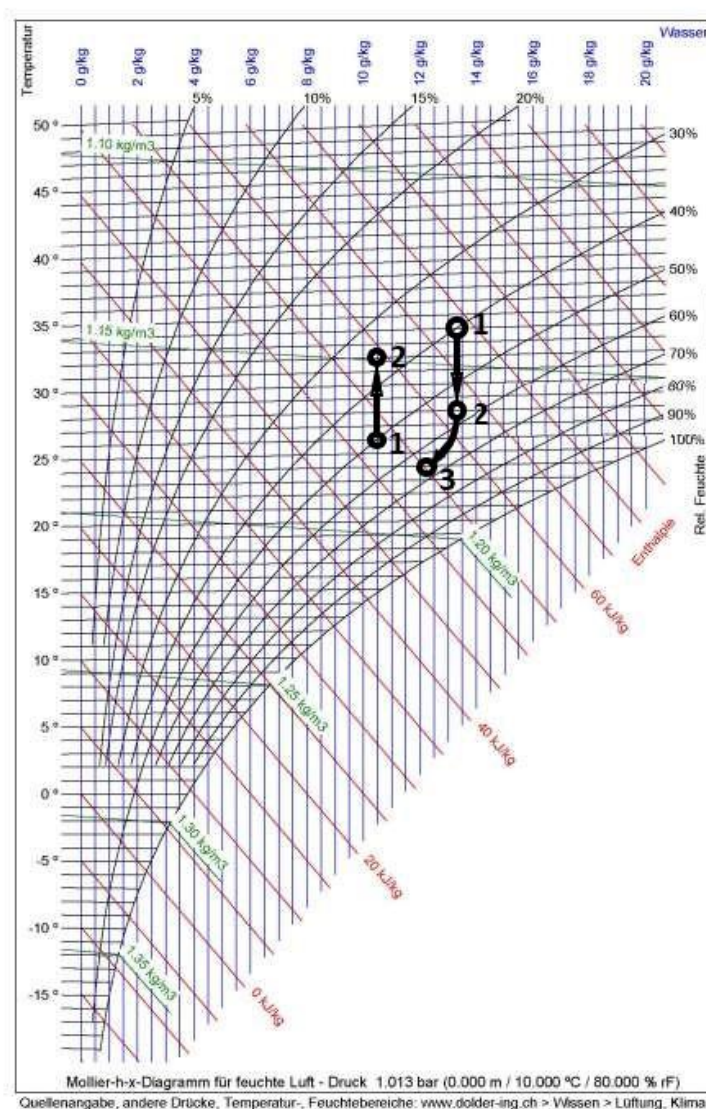 Temperatur
0 g/kg
2 g/kg
4 g/kg
6 g/kg
8 g/kg
10 g/kg
12 g/kg
14 g/kg
16 g/kg
18 g/kg
20 g/kg
Wasser
5%
10%
15%
20%
50 °
1.10 kg/m3
30%
45 °
40%
40 °
50%
35 °
1.15 kg/m3
1
60%
2
70%
30 °
2
60%
90%
1
100%
25 °
3
Rel. Feuchte
20 °
1.20 kg/m3
Enthalpie
15 °
60 kJ/kg
10 °
1.25 kg/m3
5 °
40 kJ/kg
0 °
1.30 kg/m3
-5 °
20 kJ/kg
-10 °
1.35 kg/m3
-15 °
0 kJ/kg
Mollier-h-x-Diagramm für feuchte Luft - Druck 1.013 bar (0.000 m / 10.000 ºC / 80.000 % rF)
Quellenangabe, andere Drücke, Temperatur-, Feuchtebereiche: www.dolder-ing.ch > Wissen > Lüftung, Klima